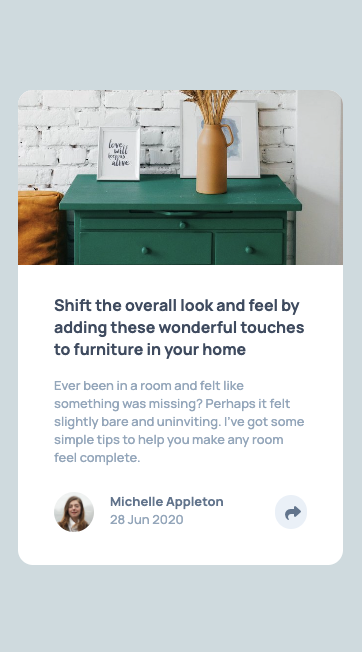 love
will
keep us
alive
Shift the overall look and feel by
adding these wonderful touches
to furniture in your home
Ever been in a room and felt like
something was missing? Perhaps it felt
slightly bare and uninviting. I've got some
simple tips to help you make any room
feel complete.
Michelle Appleton
28 Jun 2020